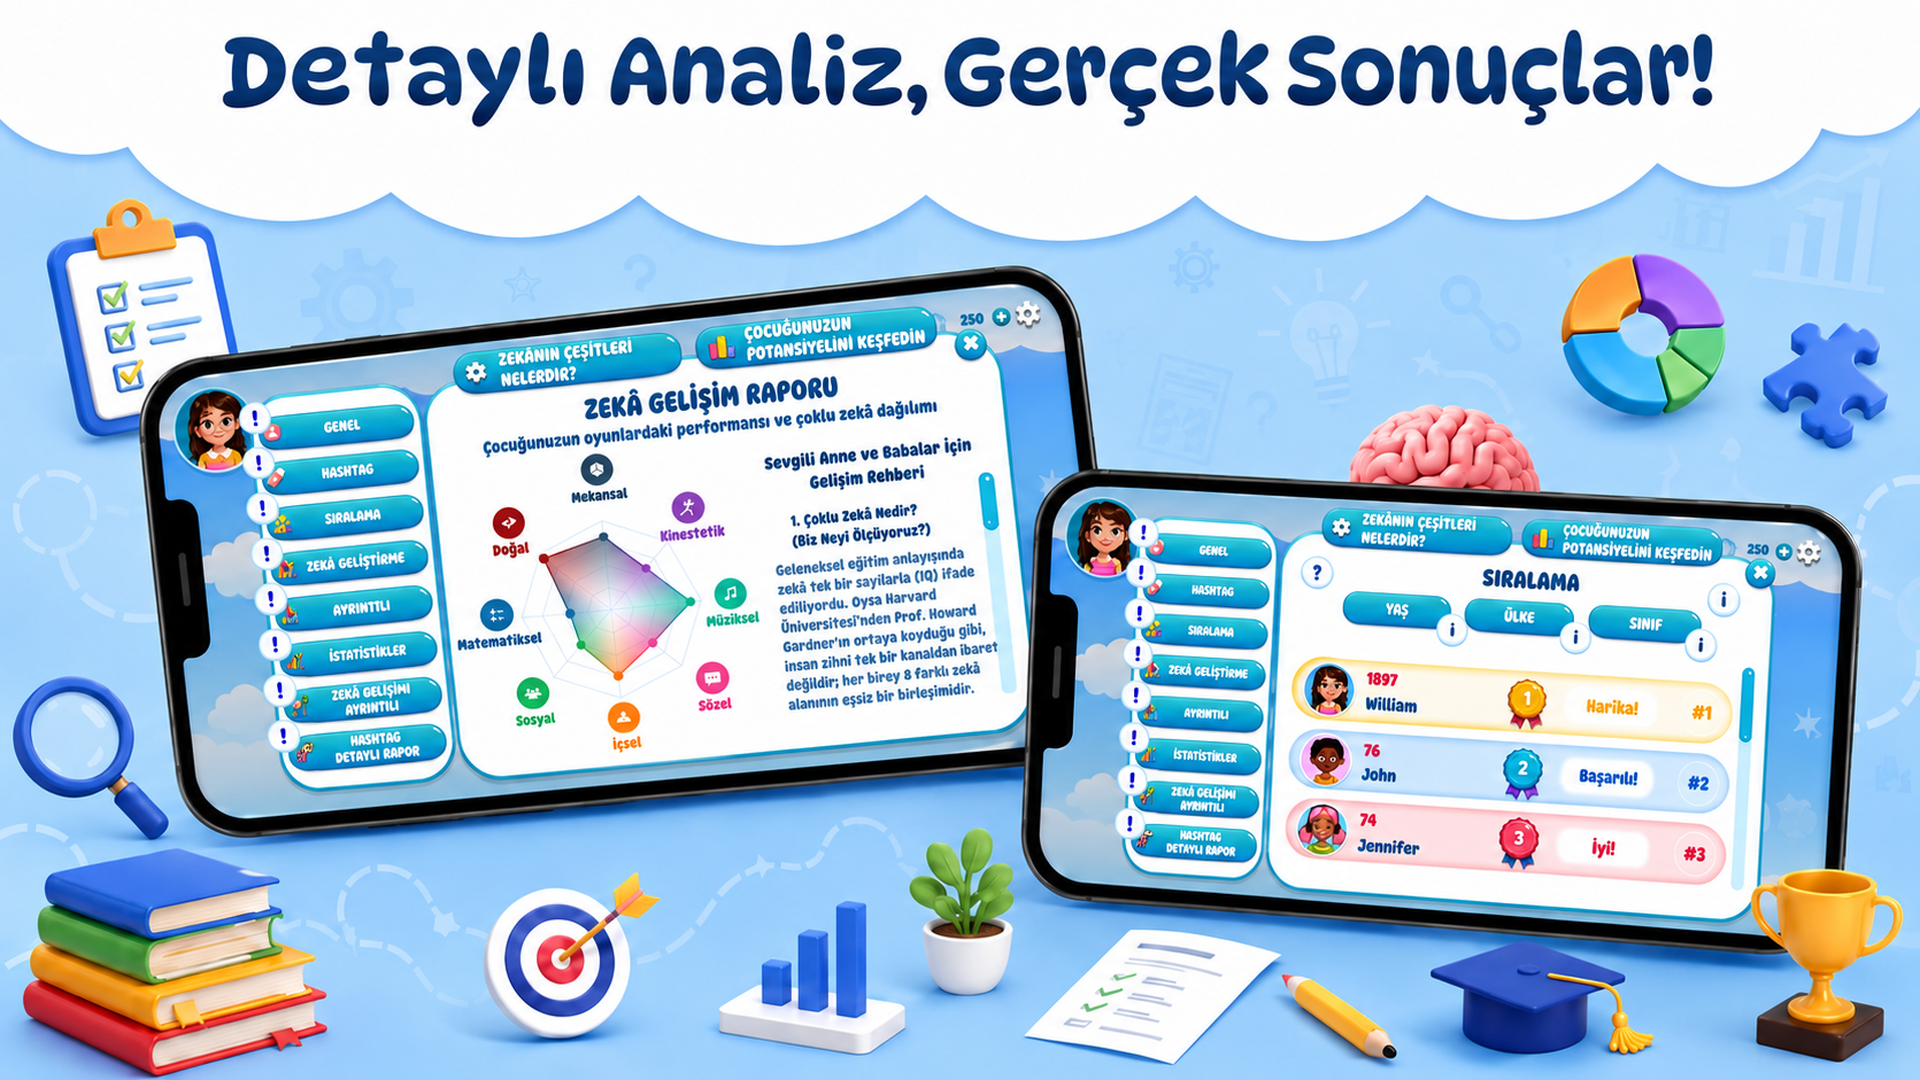 Detaylı Analiz, Gerçek Sonuçlar!
ZEKÂNIN ÇEŞİTLERİ
NELERDIR?
ÇOCUĞUNUZUN
POTANSİYELİNİ KEŞFEDİN
250
GENEL
HASHTAG
SIRALAMA
ZEKÂ GELİŞTIRME
AYRINTILI
İSTATİSTİKLER
ZEKÂ GELİŞİMİ
AYRINTILI
HASHTAG
DETAYLI RAPOR
ZEKÂ GELİŞİM RAPORU
Çocuğunuzun oyunlardaki performansı ve çoklu zekâ dağılımı
Mekansal
Kinestetik
Doğal
Müziksel
Matematiksel
Sözel
Sosyal
İçsel
Sevgili Anne ve Babalar için
Gelişim Rehberi
1. Çoklu Zekâ Nedir?
(Biz Neyi Ölçüyoruz?)
Geleneksel eğitim anlayışında
zekâ tek bir sayılarla (IQ) ifade
ediliyordu. Oysa Harvard
Üniversitesi'nden Prof. Howard
Gardner'ın ortaya koyduğu gibi,
insan zihni tek bir kanaldan ibaret
değildir; her birey 8 farklı zekâ
alanının eşsiz bir birleşimidir.
ZEKÂNIN ÇEŞİTLERİ
NELERDIR?
ÇOCUĞUNUZUN
POTANSİYELİNİ KEŞFEDİN
250
GENEL
HASHTAG
SIRALAMA
ZEKÂ GELİŞTIRME
AYRINTILI
İSTATİSTİKLER
ZEKÂ GELİŞİMİ
AYRINTILI
HASHTAG
DETAYLI RAPOR
SIRALAMA
YAŞ
ÜLKE
SINIF
1897
William
1
Harika!
#1
76
John
2
Başarılı!
#2
74
Jennifer
3
İyi!
#3